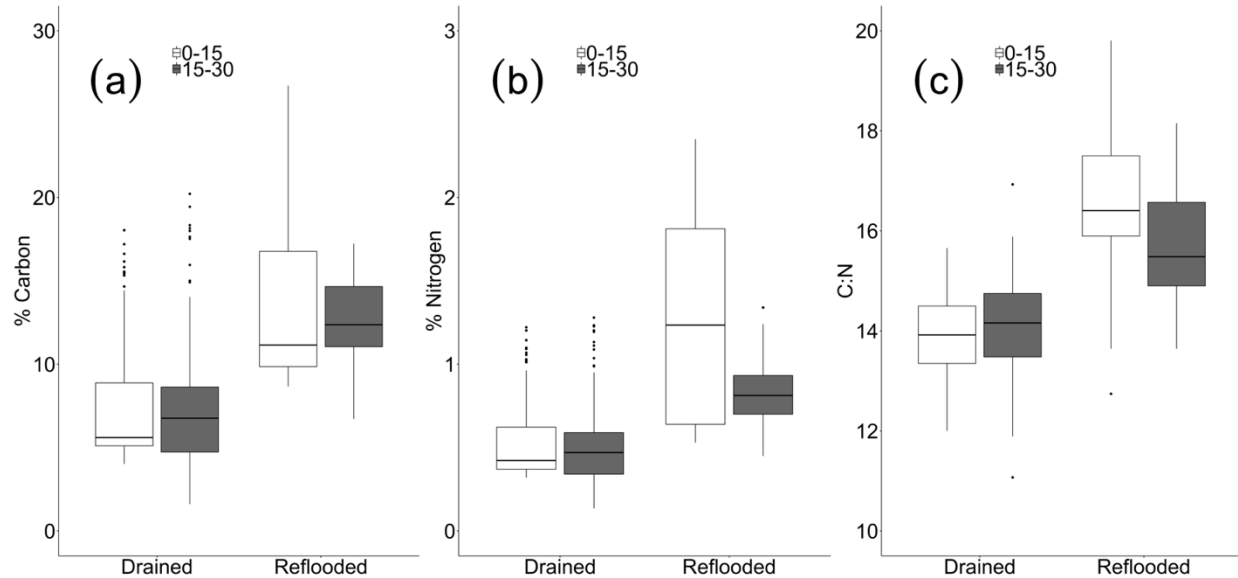 (a)
0-15
15-30
% Carbon
30
20
10
0
Drained Reflooded
(b)
0-15
15-30
% Nitrogen
3
2
1
0
Drained Reflooded
(c)
0-15
15-30
C:N
20
18
16
14
12
10
Drained Reflooded